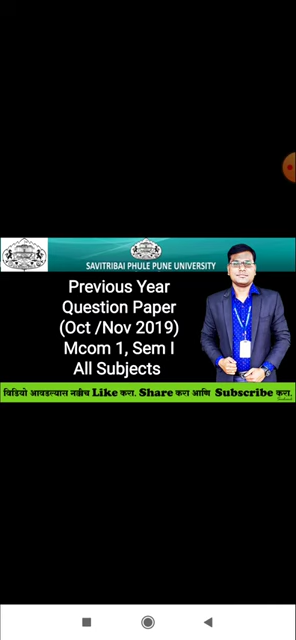 SAVITRIBAI PHULE PUNE UNIVERSITY
Previous Year
Question Paper
(Oct /Nov 2019)
Mcom 1, Sem I
All Subjects
विडियो आवडल्यास नक्कीच Like करा, Share करा आणि Subscribe करा.